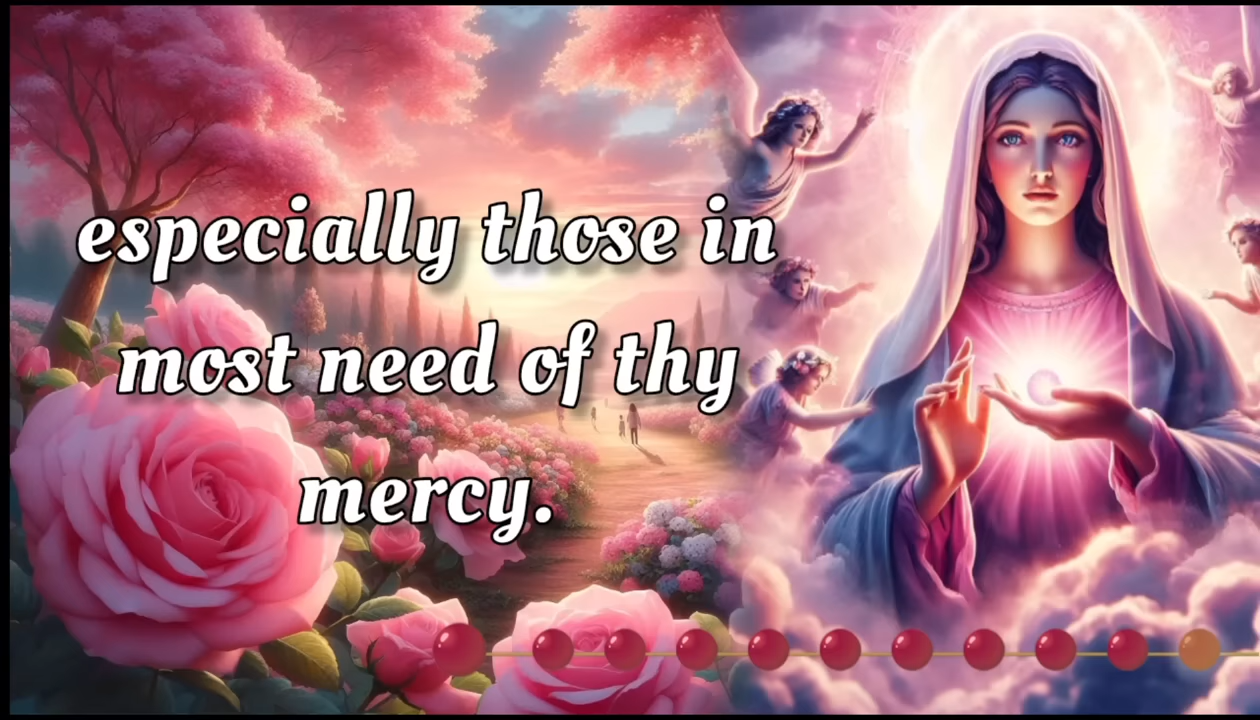 especially those in
most need of thy
mercy.